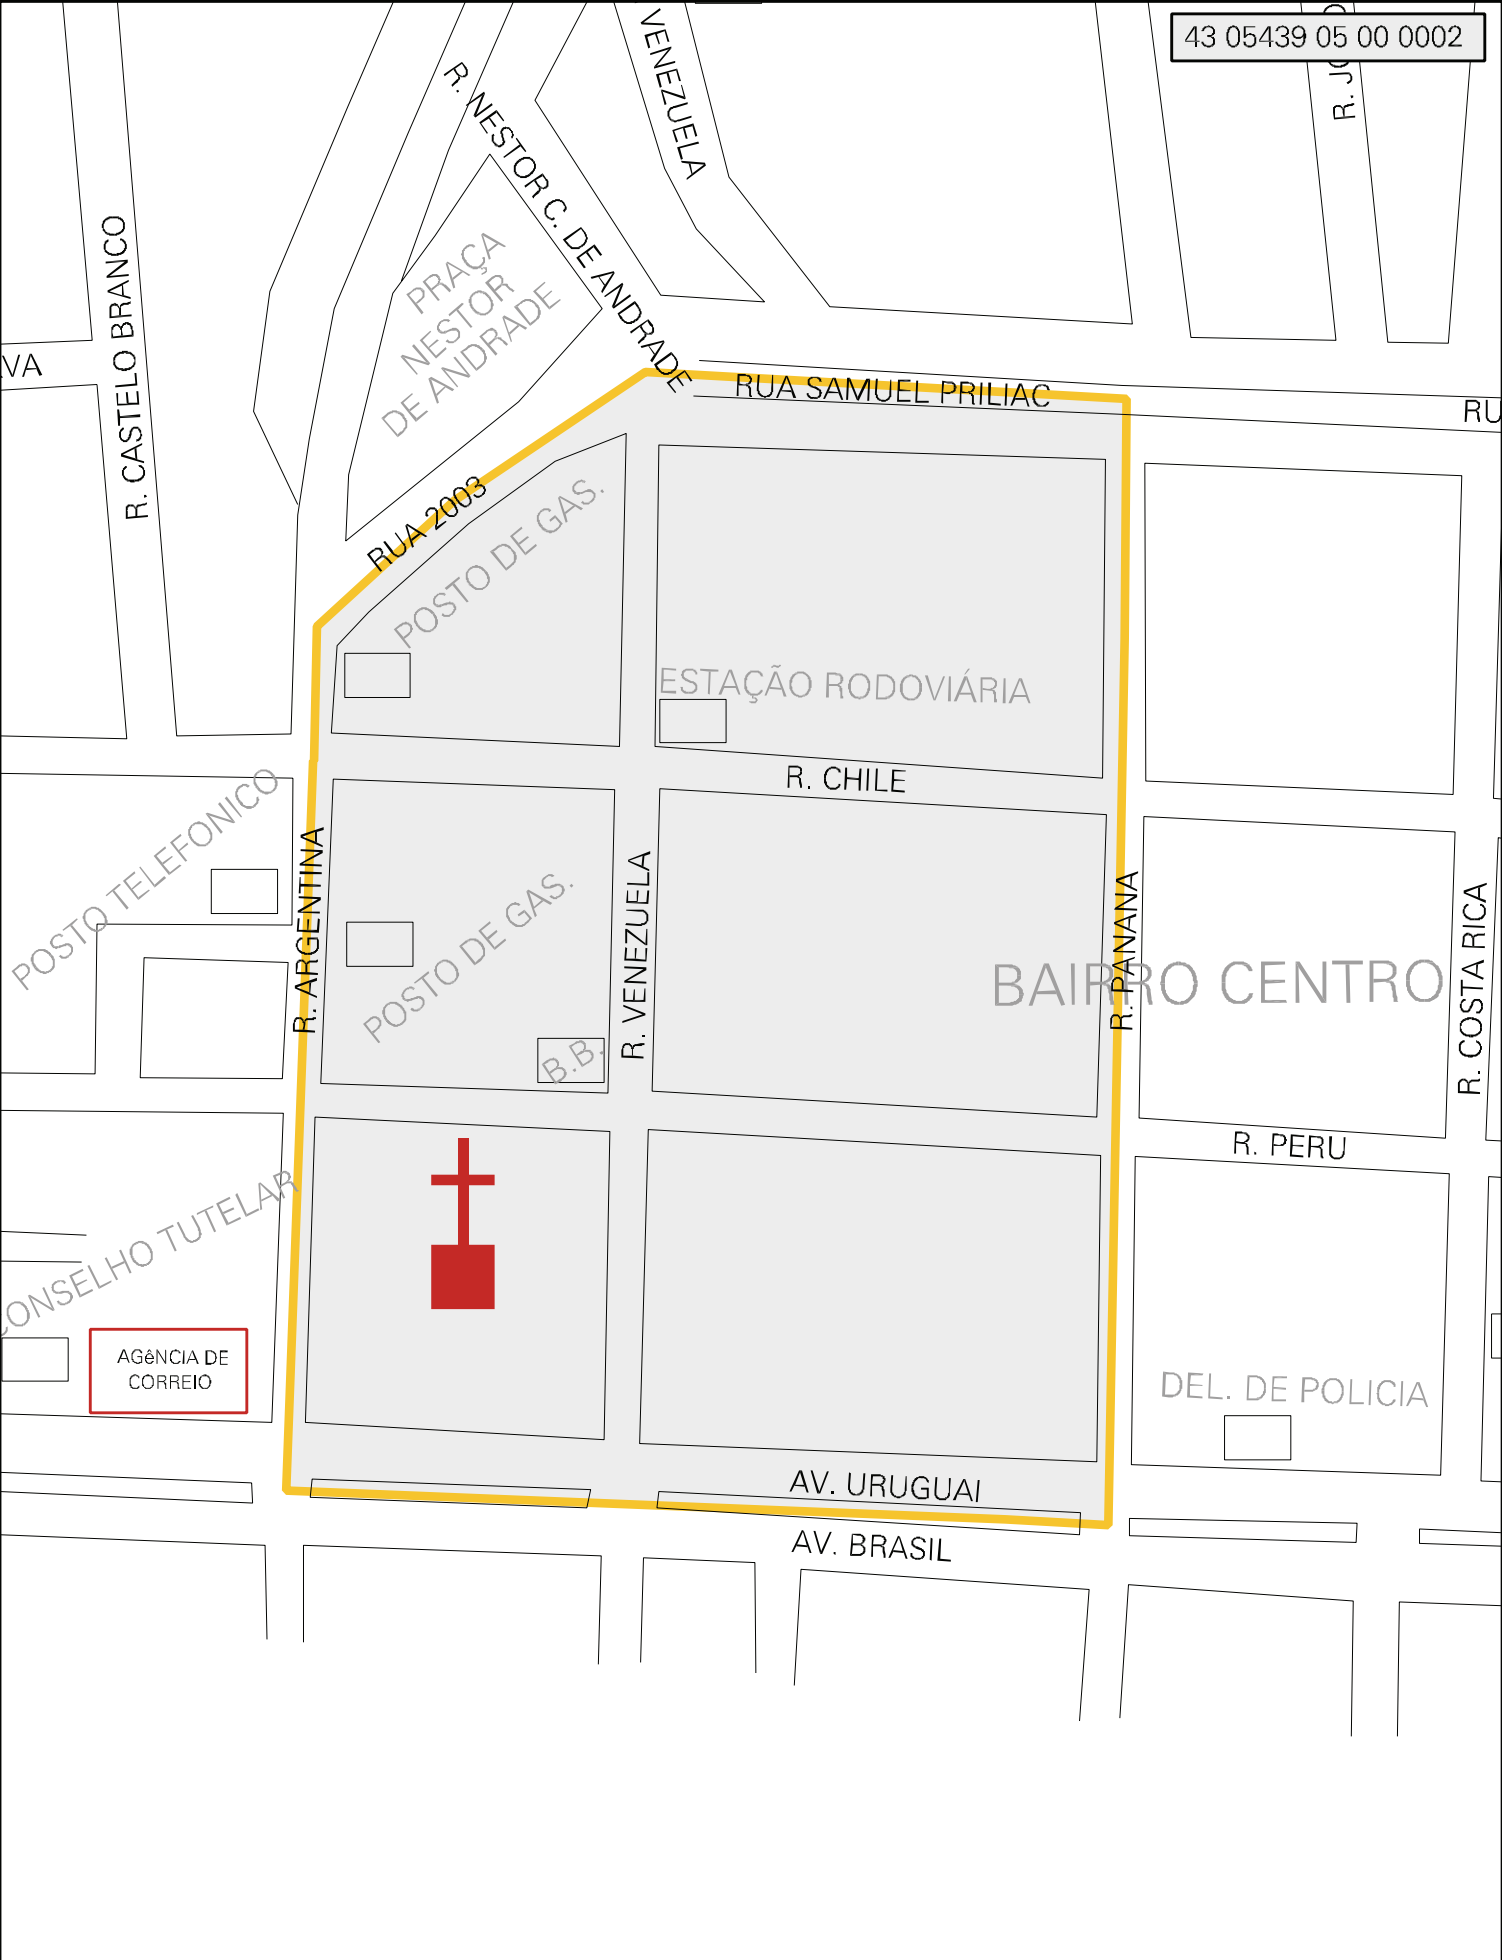 43 05439 05 00 0002
VENEZUELA
R. NESTOR C. DE ANDRADE
R. CASTELO BRANCO
PRAÇA
NESTOR
DE ANDRADE
VA
RUA SAMUEL PRILIAC
RU
RUA 2003
POSTO DE GAS.
ESTAÇÃO RODOVIÁRIA
R. CHILE
POSTO TELEFONICO
R. ARGENTINA
POSTO DE GAS.
R. VENEZUELA
R. PANANA
BAIRRO CENTRO
R. COSTA RICA
B.B.
R. PERU
CONSELHO TUTELAR
AGêNCIA DE
CORREIO
DEL. DE POLICIA
AV. URUGUAI
AV. BRASIL